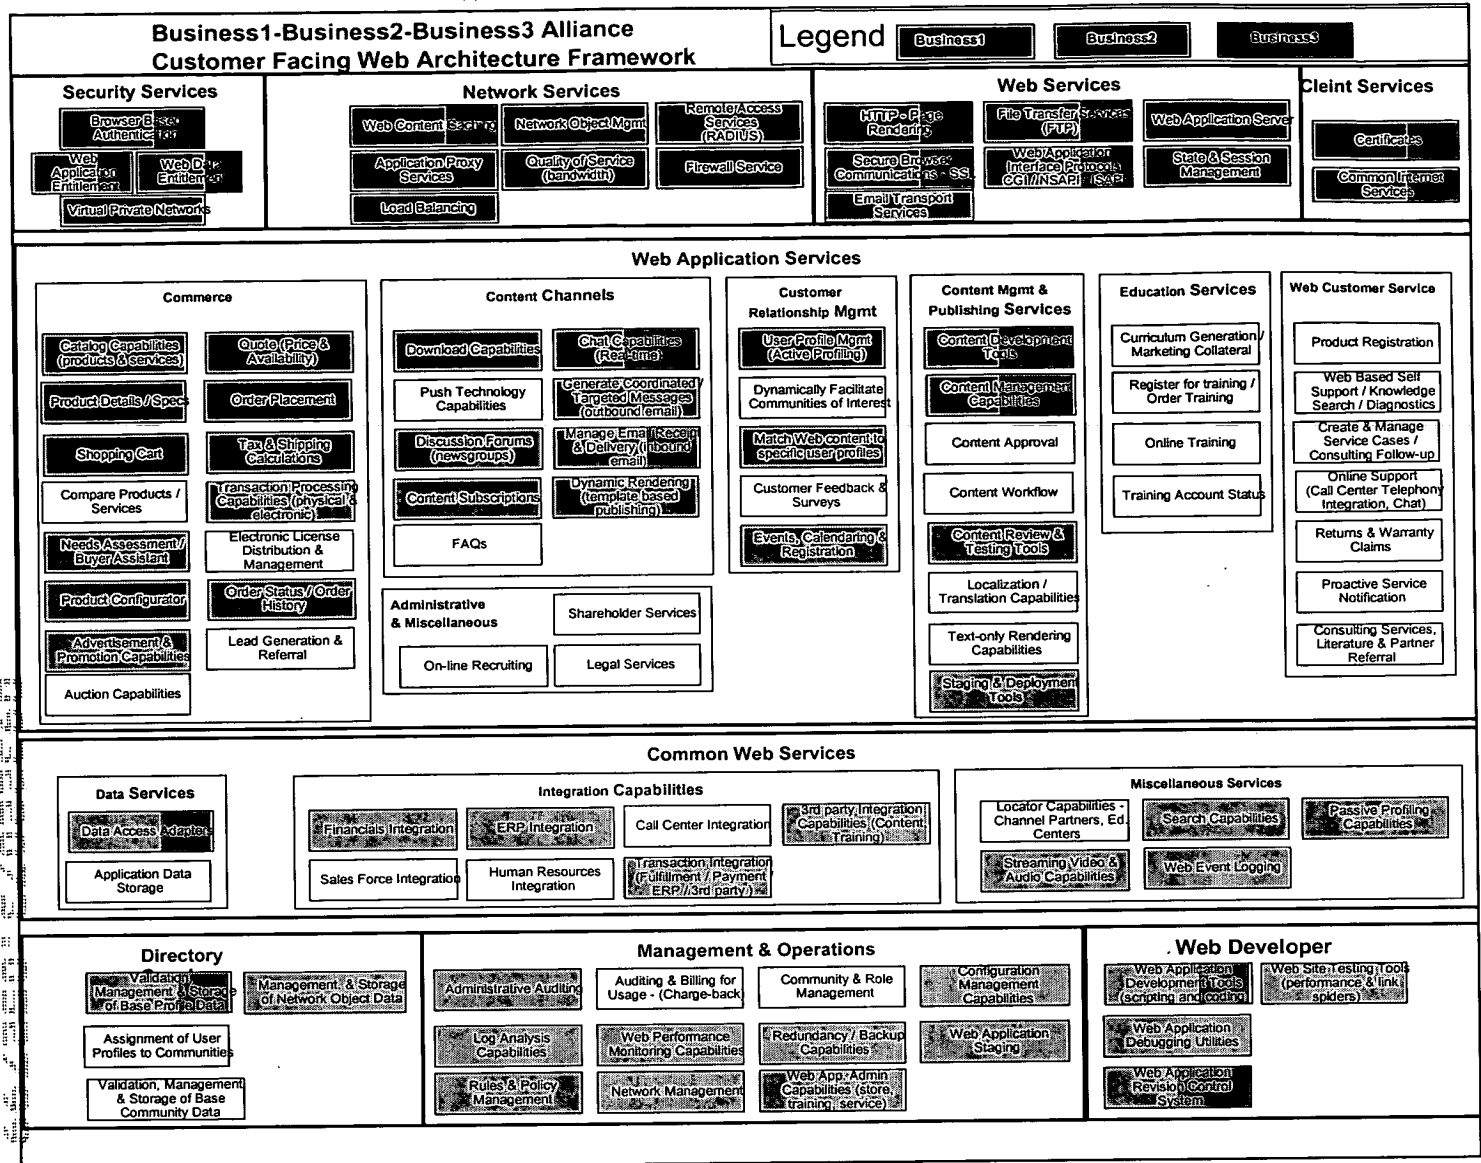 Business1-Business2-Business3 Alliance
Customer Facing Web Architecture Framework
Legend
Business1
Business2
Business3
Security Services
Browser Based
Authentication
Web
Application
Entitlement
Web Data
Entitlement
Virtual Private Networks
Network Services
Web Content Caching
Network Object Mgmt
Remote Access
Services
(RADIUS)
Application Proxy
Services
Quality of Service
(bandwidth)
Firewall Service
Load Balancing
Web Services
HTTP - Page
Rendering
File Transfer Services
(FTP)
Web Application Server
Secure Browser
Communications - SSL
Web Application
Interface Protocols
CGI / NSAPI / ISAPI
State & Session
Management
Email Transport
Services
Cleint Services
Certificates
Common Internet
Services
Web Application Services
Commerce
Catalog Capabilities
(products & services)
Quote (Price &
Availability)
Product Details / Specs
Order Placement
Shopping Cart
Tax & Shipping
Calculations
Compare Products /
Services
Transaction Processing
Capabilities (physical &
electronic)
Needs Assessment /
Buyer Assistant
Electronic License
Distribution &
Management
Product Configurator
Order Status / Order
History
Advertisement &
Promotion Capabilities
Lead Generation &
Referral
Auction Capabilities
Content Channels
Download Capabilities
Chat Capabilities
(Real-time)
Push Technology
Capabilities
Generate Coordinated /
Targeted Messages
(outbound email)
Discussion Forums
(newsgroups)
Manage Email (Receipt
& Delivery (inbound
email)
Content Subscriptions
Dynamic Rendering
(template based
publishing)
FAQs
Administrative
& Miscellaneous
Shareholder Services
On-line Recruiting
Legal Services
Customer
Relationship Mgmt
User Profile Mgmt
(Active Profiling)
Dynamically Facilitate
Communities of Interest
Match Web content to
specific user profiles
Customer Feedback &
Surveys
Events, Calendaring &
Registration
Content Mgmt &
Publishing Services
Content Development
Tools
Content Management
Capabilities
Content Approval
Content Workflow
Content Review &
Testing Tools
Localization /
Translation Capabilities
Text-only Rendering
Capabilities
Staging & Deployment
Tools
Education Services
Curriculum Generation /
Marketing Collateral
Register for training /
Order Training
Online Training
Training Account Status
Web Customer Service
Product Registration
Web Based Self
Support / Knowledge
Search / Diagnostics
Create & Manage
Service Cases /
Consulting Follow-up
Online Support
(Call Center Telephony
Integration, Chat)
Returns & Warranty
Claims
Proactive Service
Notification
Consulting Services,
Literature & Partner
Referral
Common Web Services
Data Services
Data Access Adapters
Application Data
Storage
Integration Capabilities
Financials Integration
ERP Integration
Call Center Integration
3rd party Integration
Capabilities (Content
Training)
Sales Force Integration
Human Resources
Integration
Transaction Integration
(Fulfillment / Payment
ERP // 3rd party /)
Miscellaneous Services
Locator Capabilities -
Channel Partners, Ed.
Centers
Search Capabilities
Passive Profiling
Capabilities
Streaming Video &
Audio Capabilities
Web Event Logging
Directory
Validation,
Management & Storage
of Base Profile Data
Management, & Storage
of Network Object Data
Assignment of User
Profiles to Communities
Validation, Management
& Storage of Base
Community Data
Management & Operations
Administrative Auditing
Auditing & Billing for
Usage - (Charge-back
Community & Role
Management
Configuration
Management
Capabilities
Log Analysis
Capabilities
Web Performance
Monitoring Capabilities
Redundancy / Backup
Capabilities
Web Application
Staging
Rules & Policy
Management
Network Management
Web App. Admin
Capabilities (store,
training, service)
Web Developer
Web Application
Development Tools
(scripting and coding
Web Site Testing Tools
(performance & link
spiders)
Web Application
Debugging Utilities
Web Application
Revision Control
System